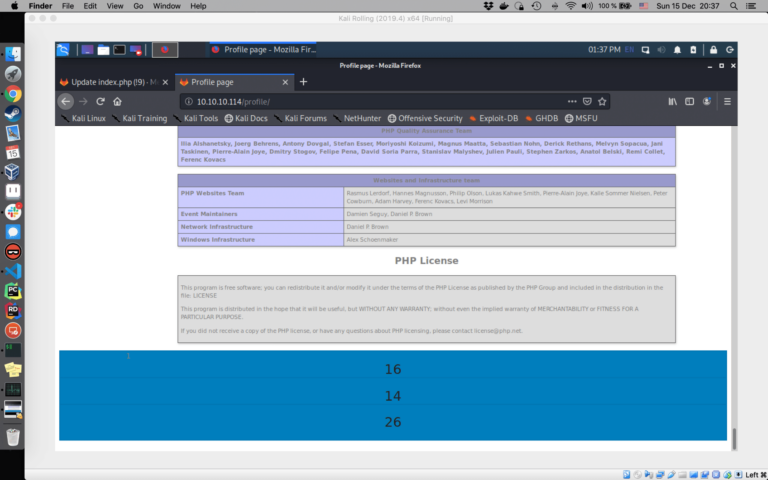 Finder File Edit View Go Window Help 100 % Sun 15 Dec 20:37
Kali Rolling (2019.4) x64 [Running]
Profile page - Mozilla Fir... 01:37 PM EN
Profile page - Mozilla Firefox
Update index.php (!9) · M Profile page
10.10.10.114/profile/
Kali Linux Kali Training Kali Tools Kali Docs Kali Forums NetHunter Offensive Security Exploit-DB GHDB MSFU
PHP Quality Assurance Team
Ilia Alshanetsky, Joerg Behrens, Antony Dovgal, Stefan Esser, Moriyoshi Koizumi, Magnus Maatta, Sebastian Nohn, Derick Rethans, Melvyn Sopacua, Jani
Taskinen, Pierre-Alain Joye, Dmitry Stogov, Felipe Pena, David Soria Parra, Stanislav Malyshev, Julien Pauli, Stephen Zarkos, Anatol Belski, Remi Collet,
Ferenc Kovacs
Websites and Infrastructure team
PHP Websites Team Rasmus Lerdorf, Hannes Magnusson, Philip Olson, Lukas Kahwe Smith, Pierre-Alain Joye, Kalle Sommer Nielsen, Peter
Cowburn, Adam Harvey, Ferenc Kovacs, Levi Morrison
Event Maintainers Damien Seguy, Daniel P. Brown
Network Infrastructure Daniel P. Brown
Windows Infrastructure Alex Schoenmaker
PHP License
This program is free software; you can redistribute it and/or modify it under the terms of the PHP License as published by the PHP Group and included in the distribution in the
file: LICENSE
This program is distributed in the hope that it will be useful, but WITHOUT ANY WARRANTY; without even the implied warranty of MERCHANTABILITY or FITNESS FOR A
PARTICULAR PURPOSE.
If you did not receive a copy of the PHP license, or have any questions about PHP licensing, please contact license@php.net.
16
14
26
Left ⌘